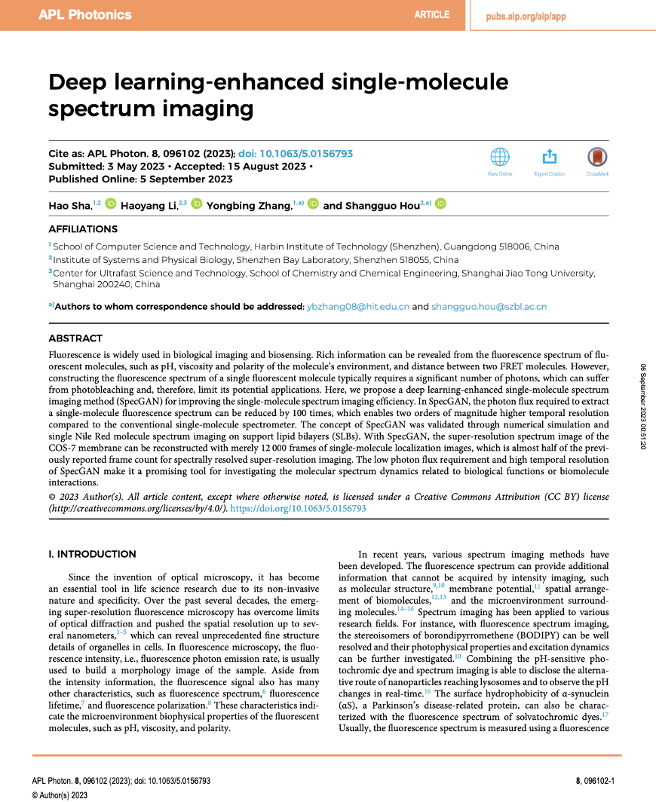 APL Photonics
ARTICLE
pubs.aip.org/aip/app
Deep learning-enhanced single-molecule
spectrum imaging
Cite as: APL Photon. 8, 096102 (2023); doi: 10.1063/5.0156793
Submitted: 3 May 2023 • Accepted: 15 August 2023 •
Published Online: 5 September 2023
View Online
Export Citation
CrossMark
Hao Sha,1,2 Haoyang Li,2,3 Yongbing Zhang,1,a) and Shangguo Hou2,a)
AFFILIATIONS
1 School of Computer Science and Technology, Harbin Institute of Technology (Shenzhen), Guangdong 518006, China
2 Institute of Systems and Physical Biology, Shenzhen Bay Laboratory, Shenzhen 518055, China
3 Center for Ultrafast Science and Technology, School of Chemistry and Chemical Engineering, Shanghai Jiao Tong University,
Shanghai 200240, China
a) Authors to whom correspondence should be addressed: ybzhang08@hit.edu.cn and shangguo.hou@szbl.ac.cn
ABSTRACT
Fluorescence is widely used in biological imaging and biosensing. Rich information can be revealed from the fluorescence spectrum of flu-
orescent molecules, such as pH, viscosity and polarity of the molecule's environment, and distance between two FRET molecules. However,
constructing the fluorescence spectrum of a single fluorescent molecule typically requires a significant number of photons, which can suffer
from photobleaching and, therefore, limit its potential applications. Here, we propose a deep learning-enhanced single-molecule spectrum
imaging method (SpecGAN) for improving the single-molecule spectrum imaging efficiency. In SpecGAN, the photon flux required to extract
a single-molecule fluorescence spectrum can be reduced by 100 times, which enables two orders of magnitude higher temporal resolution
compared to the conventional single-molecule spectrometer. The concept of SpecGAN was validated through numerical simulation and
single Nile Red molecule spectrum imaging on support lipid bilayers (SLBs). With SpecGAN, the super-resolution spectrum image of the
COS-7 membrane can be reconstructed with merely 12 000 frames of single-molecule localization images, which is almost half of the previ-
ously reported frame count for spectrally resolved super-resolution imaging. The low photon flux requirement and high temporal resolution
of SpecGAN make it a promising tool for investigating the molecular spectrum dynamics related to biological functions or biomolecule
interactions.
© 2023 Author(s). All article content, except where otherwise noted, is licensed under a Creative Commons Attribution (CC BY) license
(http://creativecommons.org/licenses/by/4.0/). https://doi.org/10.1063/5.0156793
I. INTRODUCTION
Since the invention of optical microscopy, it has become
an essential tool in life science research due to its non-invasive
nature and specificity. Over the past several decades, the emerg-
ing super-resolution fluorescence microscopy has overcome limits
of optical diffraction and pushed the spatial resolution up to sev-
eral nanometers,1–5 which can reveal unprecedented fine structure
details of organelles in cells. In fluorescence microscopy, the fluo-
rescence intensity, i.e., fluorescence photon emission rate, is usually
used to build a morphology image of the sample. Aside from
the intensity information, the fluorescence signal also has many
other characteristics, such as fluorescence spectrum,6 fluorescence
lifetime,7 and fluorescence polarization.8 These characteristics indi-
cate the microenvironment biophysical properties of the fluorescent
molecules, such as pH, viscosity, and polarity.
In recent years, various spectrum imaging methods have
been developed. The fluorescence spectrum can provide additional
information that cannot be acquired by intensity imaging, such
as molecular structure,9,10 membrane potential,11 spatial arrange-
ment of biomolecules,12,13 and the microenvironment surround-
ing molecules.14–16 Spectrum imaging has been applied to various
research fields. For instance, with fluorescence spectrum imaging,
the stereoisomers of borondipyrromethene (BODIPY) can be well
resolved and their photophysical properties and excitation dynamics
can be further investigated.10 Combining the pH-sensitive pho-
tochromic dye and spectrum imaging is able to disclose the alterna-
tive route of nanoparticles reaching lysosomes and to observe the pH
changes in real-time.16 The surface hydrophobicity of α-synuclein
(αS), a Parkinson's disease-related protein, can also be charac-
terized with the fluorescence spectrum of solvatochromic dyes.17
Usually, the fluorescence spectrum is measured using a fluorescence
06 September 2023 00:51:20
APL Photon. 8, 096102 (2023); doi: 10.1063/5.0156793
8, 096102-1
© Author(s) 2023